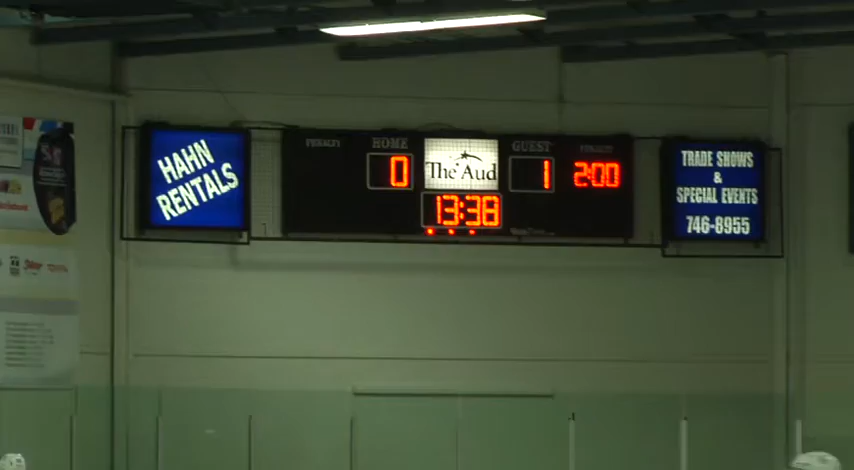 HAHN
RENTALS
PENALTY
HOME
0
The Aud
GUEST
1
PENALTY
2:00
13:38
TRADE SHOWS
&
SPECIAL EVENTS
746-8955